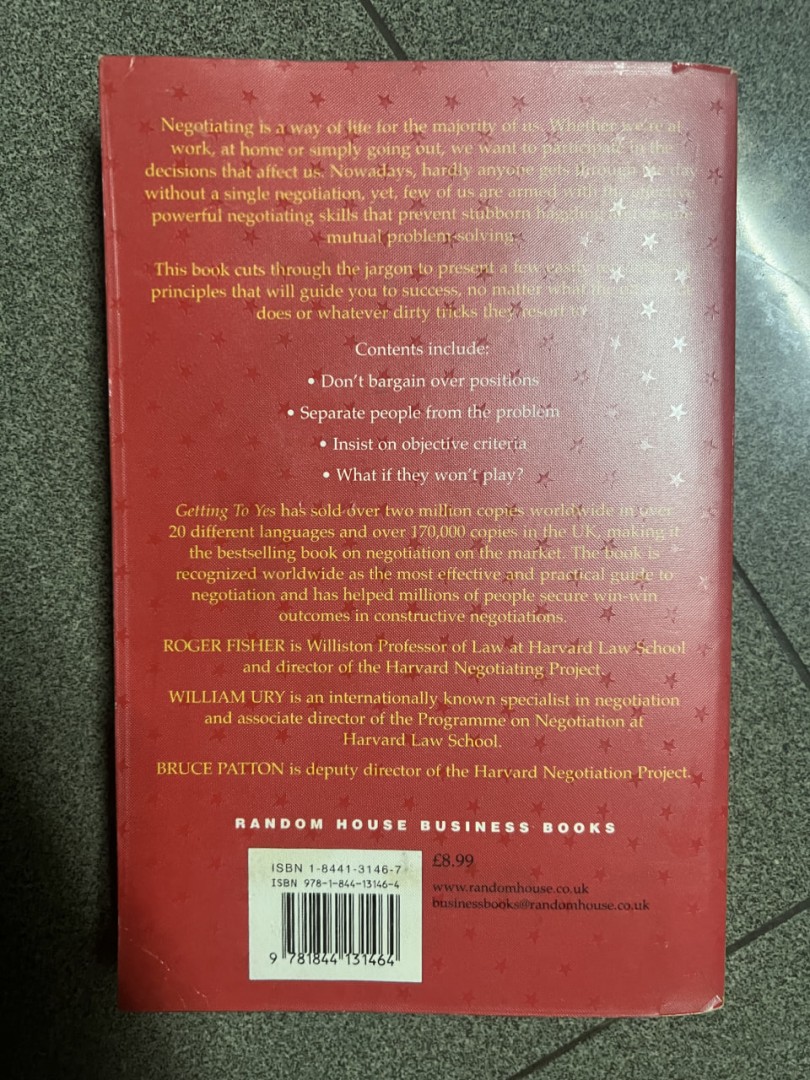 Negotiating is a way of life for the majority of us. Whether we're at
work, at home or simply going out, we want to participate in the
decisions that affect us. Nowadays, hardly anyone gets through the day
without a single negotiation, yet, few of us are armed with the effective,
powerful negotiating skills that prevent stubborn haggling
mutual problem-solving.
This book cuts through the jargon to present a few easily
principles that will guide you to success, no matter what the
does or whatever dirty tricks they resort to.
Contents include:
• Don't bargain over positions
• Separate people from the problem
• Insist on objective criteria
• What if they won't play?
Getting To Yes has sold over two million copies worldwide in over
20 different languages and over 170,000 copies in the UK, making it
the bestselling book on negotiation on the market. The book is
recognized worldwide as the most effective and practical guide to
negotiation and has helped millions of people secure win-win
outcomes in constructive negotiations.
ROGER FISHER is Williston Professor of Law at Harvard Law School
and director of the Harvard Negotiating Project.
WILLIAM URY is an internationally known specialist in negotiation
and associate director of the Programme on Negotiation at
Harvard Law School.
BRUCE PATTON is deputy director of the Harvard Negotiation Project.
RANDOM HOUSE BUSINESS BOOKS
ISBN 1-8441-3146-7
ISBN 978-1-844-13146-4
9 781844 131464
£8.99
www.randomhouse.co.uk
businessbooks@randomhouse.co.uk